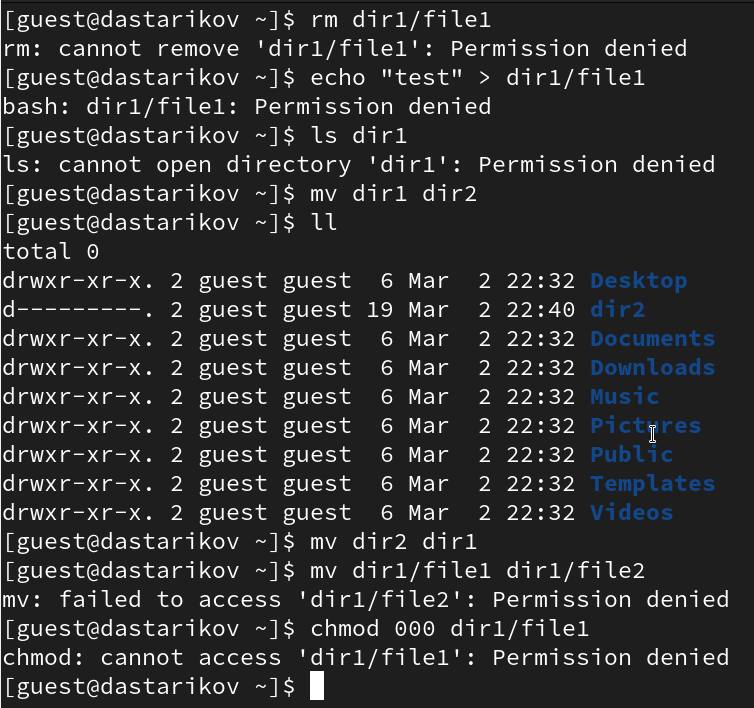 [guest@dastarikov ~]$ rm dir1/file1
rm: cannot remove 'dir1/file1': Permission denied
[guest@dastarikov ~]$ echo "test" > dir1/file1
bash: dir1/file1: Permission denied
[guest@dastarikov ~]$ ls dir1
ls: cannot open directory 'dir1': Permission denied
[guest@dastarikov ~]$ mv dir1 dir2
[guest@dastarikov ~]$ ll
total 0
drwxr-xr-x. 2 guest guest  6 Mar  2 22:32 Desktop
d---------. 2 guest guest 19 Mar  2 22:40 dir2
drwxr-xr-x. 2 guest guest  6 Mar  2 22:32 Documents
drwxr-xr-x. 2 guest guest  6 Mar  2 22:32 Downloads
drwxr-xr-x. 2 guest guest  6 Mar  2 22:32 Music
drwxr-xr-x. 2 guest guest  6 Mar  2 22:32 Pictures
drwxr-xr-x. 2 guest guest  6 Mar  2 22:32 Public
drwxr-xr-x. 2 guest guest  6 Mar  2 22:32 Templates
drwxr-xr-x. 2 guest guest  6 Mar  2 22:32 Videos
[guest@dastarikov ~]$ mv dir2 dir1
[guest@dastarikov ~]$ mv dir1/file1 dir1/file2
mv: failed to access 'dir1/file2': Permission denied
[guest@dastarikov ~]$ chmod 000 dir1/file1
chmod: cannot access 'dir1/file1': Permission denied
[guest@dastarikov ~]$